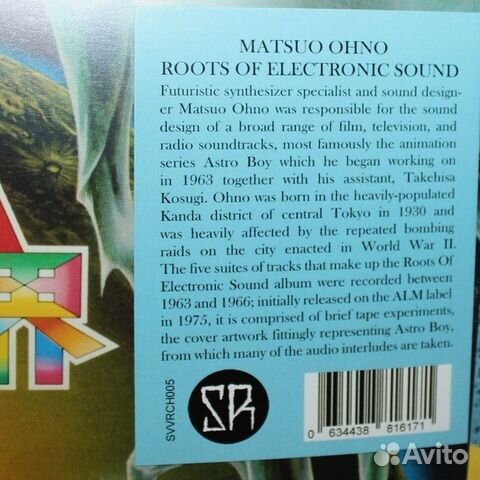 MATSUO OHNO
ROOTS OF ELECTRONIC SOUND
Futuristic synthesizer specialist and sound design-
er Matsuo Ohno was responsible for the sound
design of a broad range of film, television, and
radio soundtracks, most famously the animation
series Astro Boy which he began working on
in 1963 together with his assistant, Takehisa
Kosugi. Ohno was born in the heavily-populated
Kanda district of central Tokyo in 1930 and
was heavily affected by the repeated bombing
raids on the city enacted in World War II.
The five suites of tracks that make up the Roots Of
Electronic Sound album were recorded between
1963 and 1966; initially released on the ALM label
in 1975, it is comprised of brief tape experiments,
the cover artwork fittingly representing Astro Boy,
from which many of the audio interludes are taken.
SVVRCH005
SR
0 634438 816171
Avito